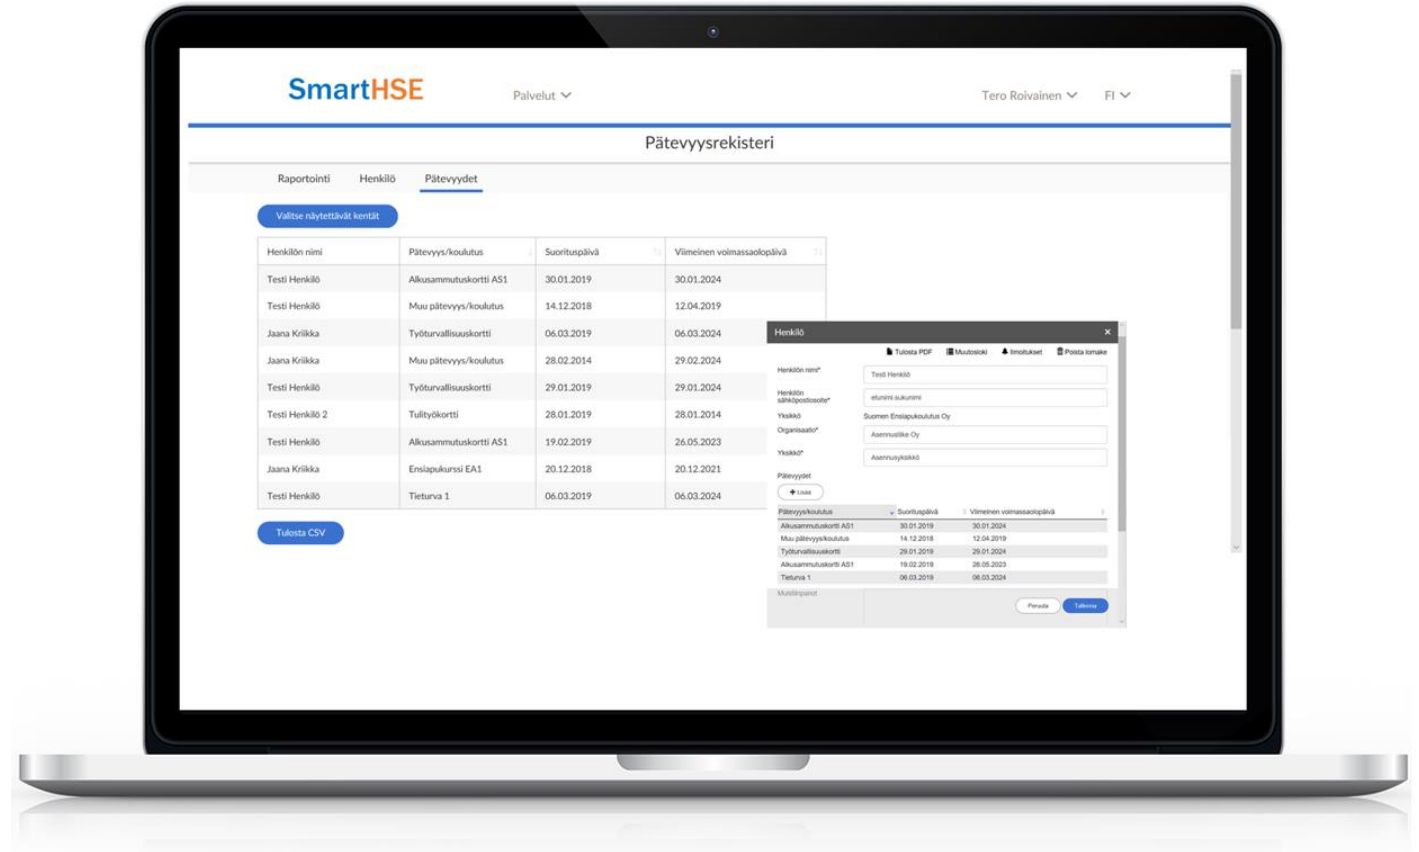 SmartHSE
Palvelut
Tero Roivainen FI
Pätevyysrekisteri
Raportointi Henkilö Pätevyydet
Valitse näytettävät kentät
Henkilön nimi Pätevyys/koulutus Suorituspäivä Viimeinen voimassaolopäivä
Testi Henkilö Alkusammutuskortti AS1 30.01.2019 30.01.2024
Testi Henkilö Muu pätevyys/koulutus 14.12.2018 12.04.2019
Jaana Kriikka Työturvallisuuskortti 06.03.2019 06.03.2024
Jaana Kriikka Muu pätevyys/koulutus 28.02.2014 29.02.2024
Testi Henkilö Työturvallisuuskortti 29.01.2019 29.01.2024
Testi Henkilö 2 Tulityökortti 28.01.2019 28.01.2014
Testi Henkilö Alkusammutuskortti AS1 19.02.2019 26.05.2023
Jaana Kriikka Ensiapukurssi EA1 20.12.2018 20.12.2021
Testi Henkilö Tieturva 1 06.03.2019 06.03.2024
Tulosta CSV
Henkilö ×
Tulosta PDF Muutosloki Ilmoitukset Poista lomake
Henkilön nimi* Testi Henkilö
Henkilön
sähköpostiosoite* etunimi.sukunimi
Yksikkö Suomen Ensiapukoulutus Oy
Organisaatio* Asennusliike Oy
Yksikkö* Asennusyksikkö
Pätevyydet
+ Lisää
Pätevyys/koulutus Suorituspäivä Viimeinen voimassaolopäivä
Alkusammutuskortti AS1 30.01.2019 30.01.2024
Muu pätevyys/koulutus 14.12.2018 12.04.2019
Työturvallisuuskortti 29.01.2019 29.01.2024
Alkusammutuskortti AS1 19.02.2019 26.05.2023
Tieturva 1 06.03.2019 06.03.2024
Muistiinpanot
Peruuta Tallenna